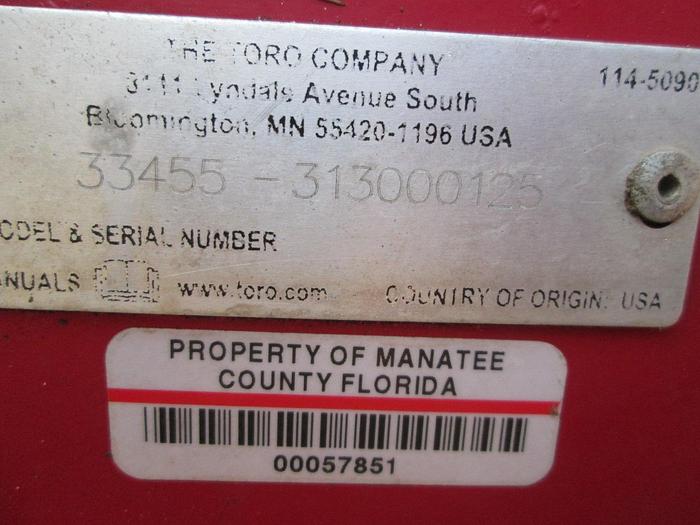 THE TORO COMPANY
8111 Lyndale Avenue South
Bloomington, MN 55420-1196 USA
114-5090
33455 - 313000125
ODEL & SERIAL NUMBER
ANUALS www.toro.com COUNTRY OF ORIGIN: USA
PROPERTY OF MANATEE
COUNTY FLORIDA
00057851